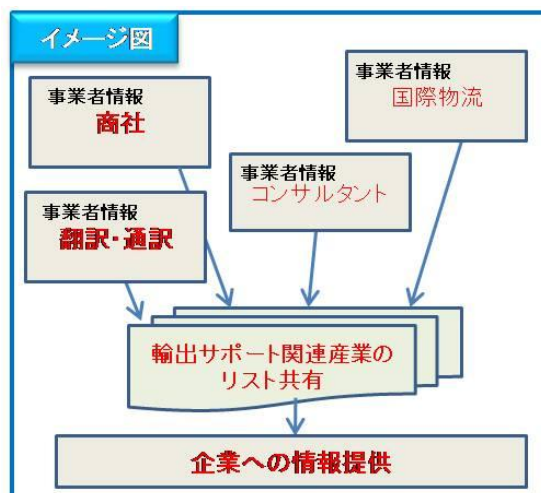 イメージ図
事業者情報
商社
事業者情報
国際物流
事業者情報
コンサルタント
事業者情報
翻訳・通訳
輸出サポート関連産業の
リスト共有
企業への情報提供